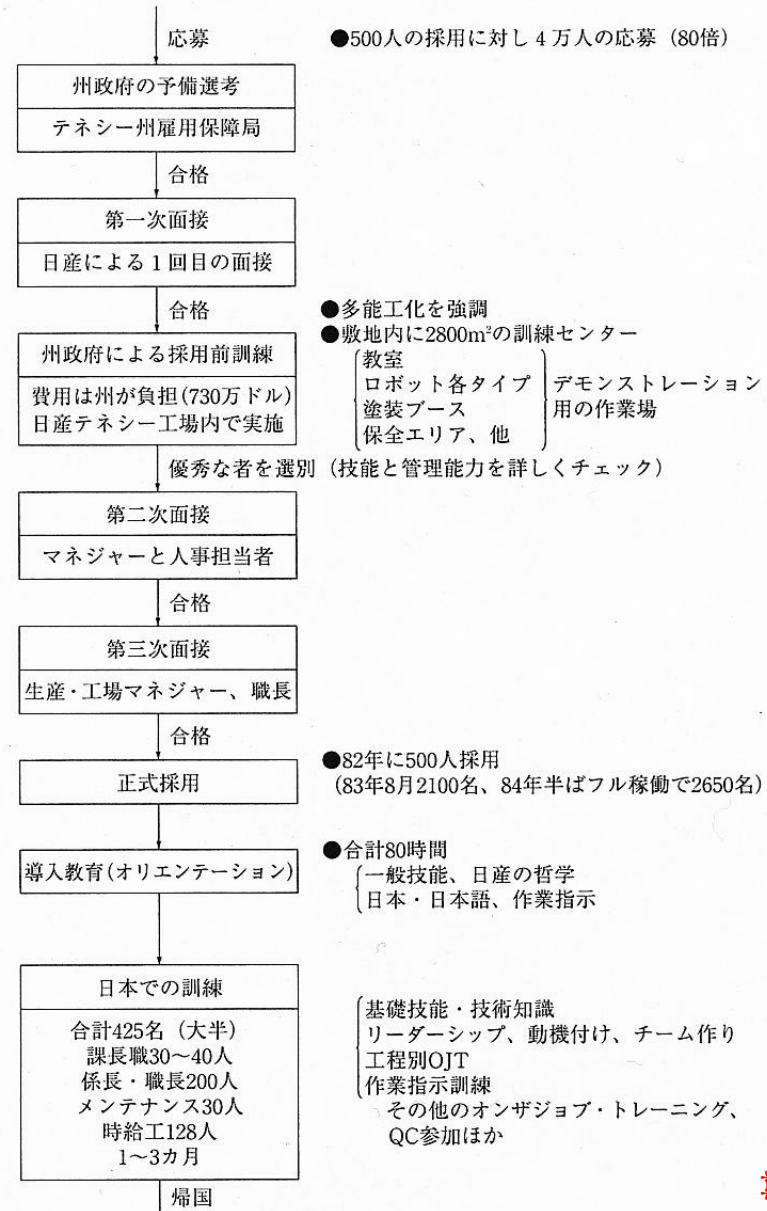 応募
●500人の採用に対し4万人の応募（80倍）
州政府の予備選考
テネシー州雇用保障局
合格
第一次面接
日産による1回目の面接
合格
●多能工化を強調
●敷地内に2800m²の訓練センター
教室
ロボット各タイプ
塗装ブース
保全エリア、他
デモンストレーション
用の作業場
州政府による採用前訓練
費用は州が負担(730万ドル)
日産テネシー工場内で実施
優秀な者を選別（技能と管理能力を詳しくチェック）
第二次面接
マネジャーと人事担当者
合格
第三次面接
生産・工場マネジャー、職長
合格
正式採用
●82年に500人採用
(83年8月2100名、84年半ばフル稼働で2650名)
導入教育(オリエンテーション)
●合計80時間
一般技能、日産の哲学
日本・日本語、作業指示
日本での訓練
合計425名（大半）
課長職30〜40人
係長・職長200人
メンテナンス30人
時給工128人
1〜3カ月
基礎技能・技術知識
リーダーシップ、動機付け、チーム作り
工程別OJT
作業指示訓練
その他のオンザジョブ・トレーニング、
QC参加ほか
帰国